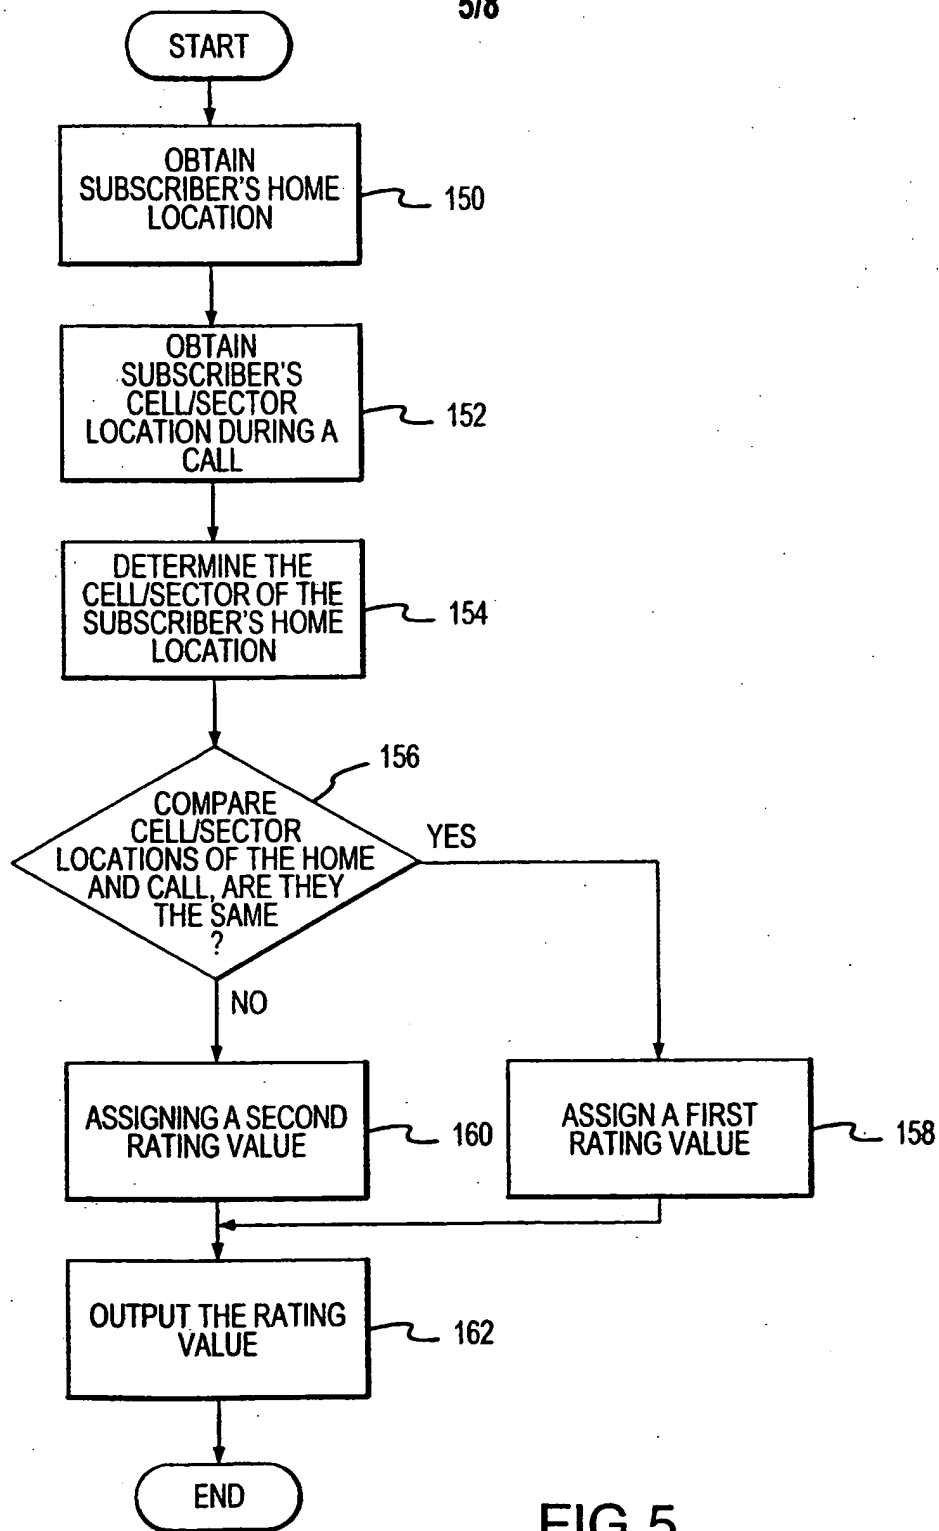 5/8
START
OBTAIN
SUBSCRIBER'S HOME
LOCATION
150
OBTAIN
SUBSCRIBER'S
CELL/SECTOR
LOCATION DURING A
CALL
152
DETERMINE THE
CELL/SECTOR OF THE
SUBSCRIBER'S HOME
LOCATION
154
156
COMPARE
CELL/SECTOR
LOCATIONS OF THE HOME
AND CALL, ARE THEY
THE SAME
?
YES
NO
ASSIGNING A SECOND
RATING VALUE
160
ASSIGN A FIRST
RATING VALUE
158
OUTPUT THE RATING
VALUE
162
END
FIG.5